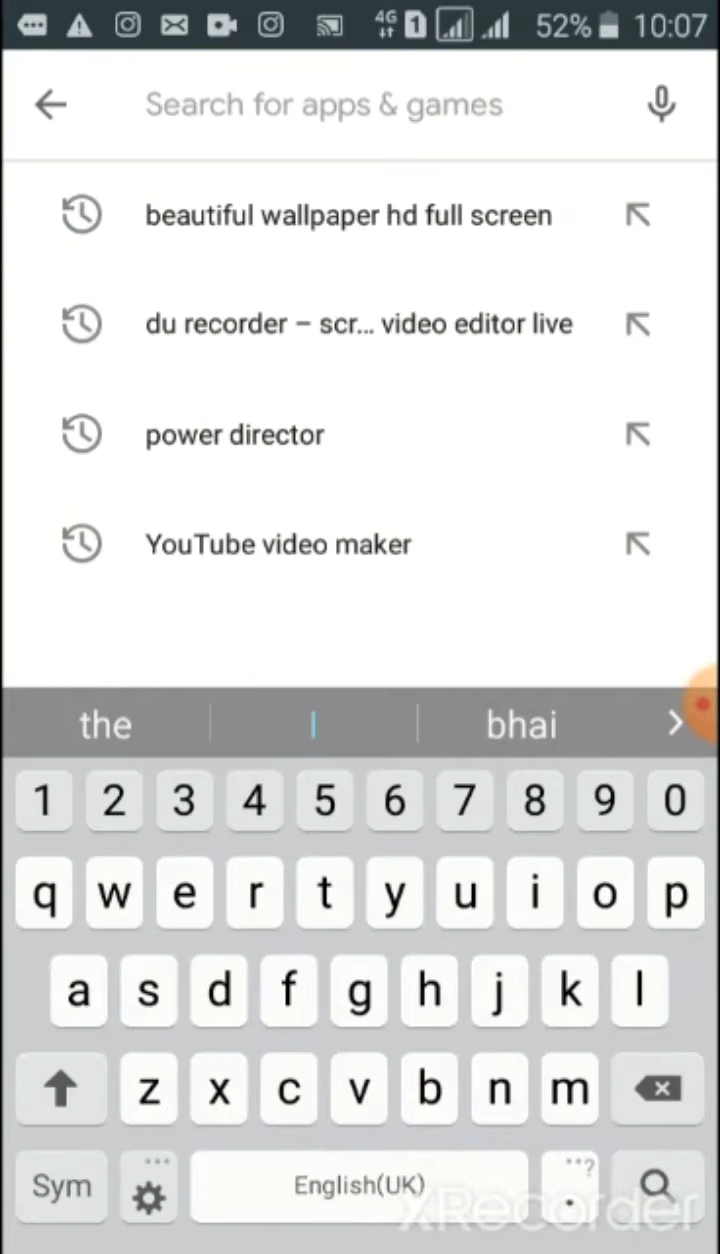 4G 1 52% 10:07
Search for apps & games
beautiful wallpaper hd full screen
du recorder – scr... video editor live
power director
YouTube video maker
the I bhai
1 2 3 4 5 6 7 8 9 0
q w e r t y u i o p
a s d f g h j k l
z x c v b n m
Sym English(UK) . ?
XRecorder